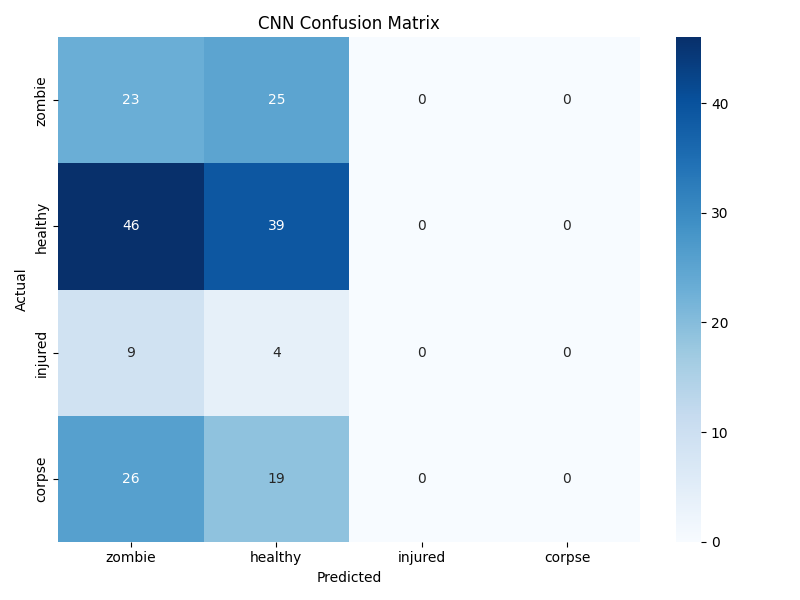 CNN Confusion Matrix
zombie 23 25 0 0
healthy 46 39 0 0
injured 9 4 0 0
corpse 26 19 0 0
zombie healthy injured corpse
Predicted
Actual
40
30
20
10
0